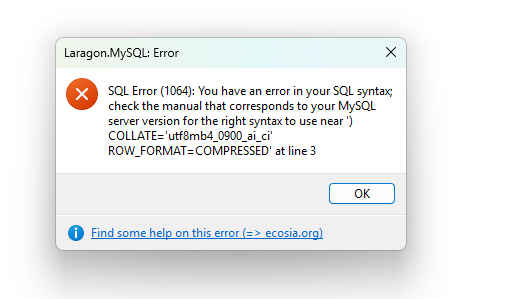 Laragon.MySQL: Error
SQL Error (1064): You have an error in your SQL syntax;
check the manual that corresponds to your MySQL
server version for the right syntax to use near ')
COLLATE='utf8mb4_0900_ai_ci'
ROW_FORMAT=COMPRESSED' at line 3
OK
Find some help on this error (=> ecosia.org)